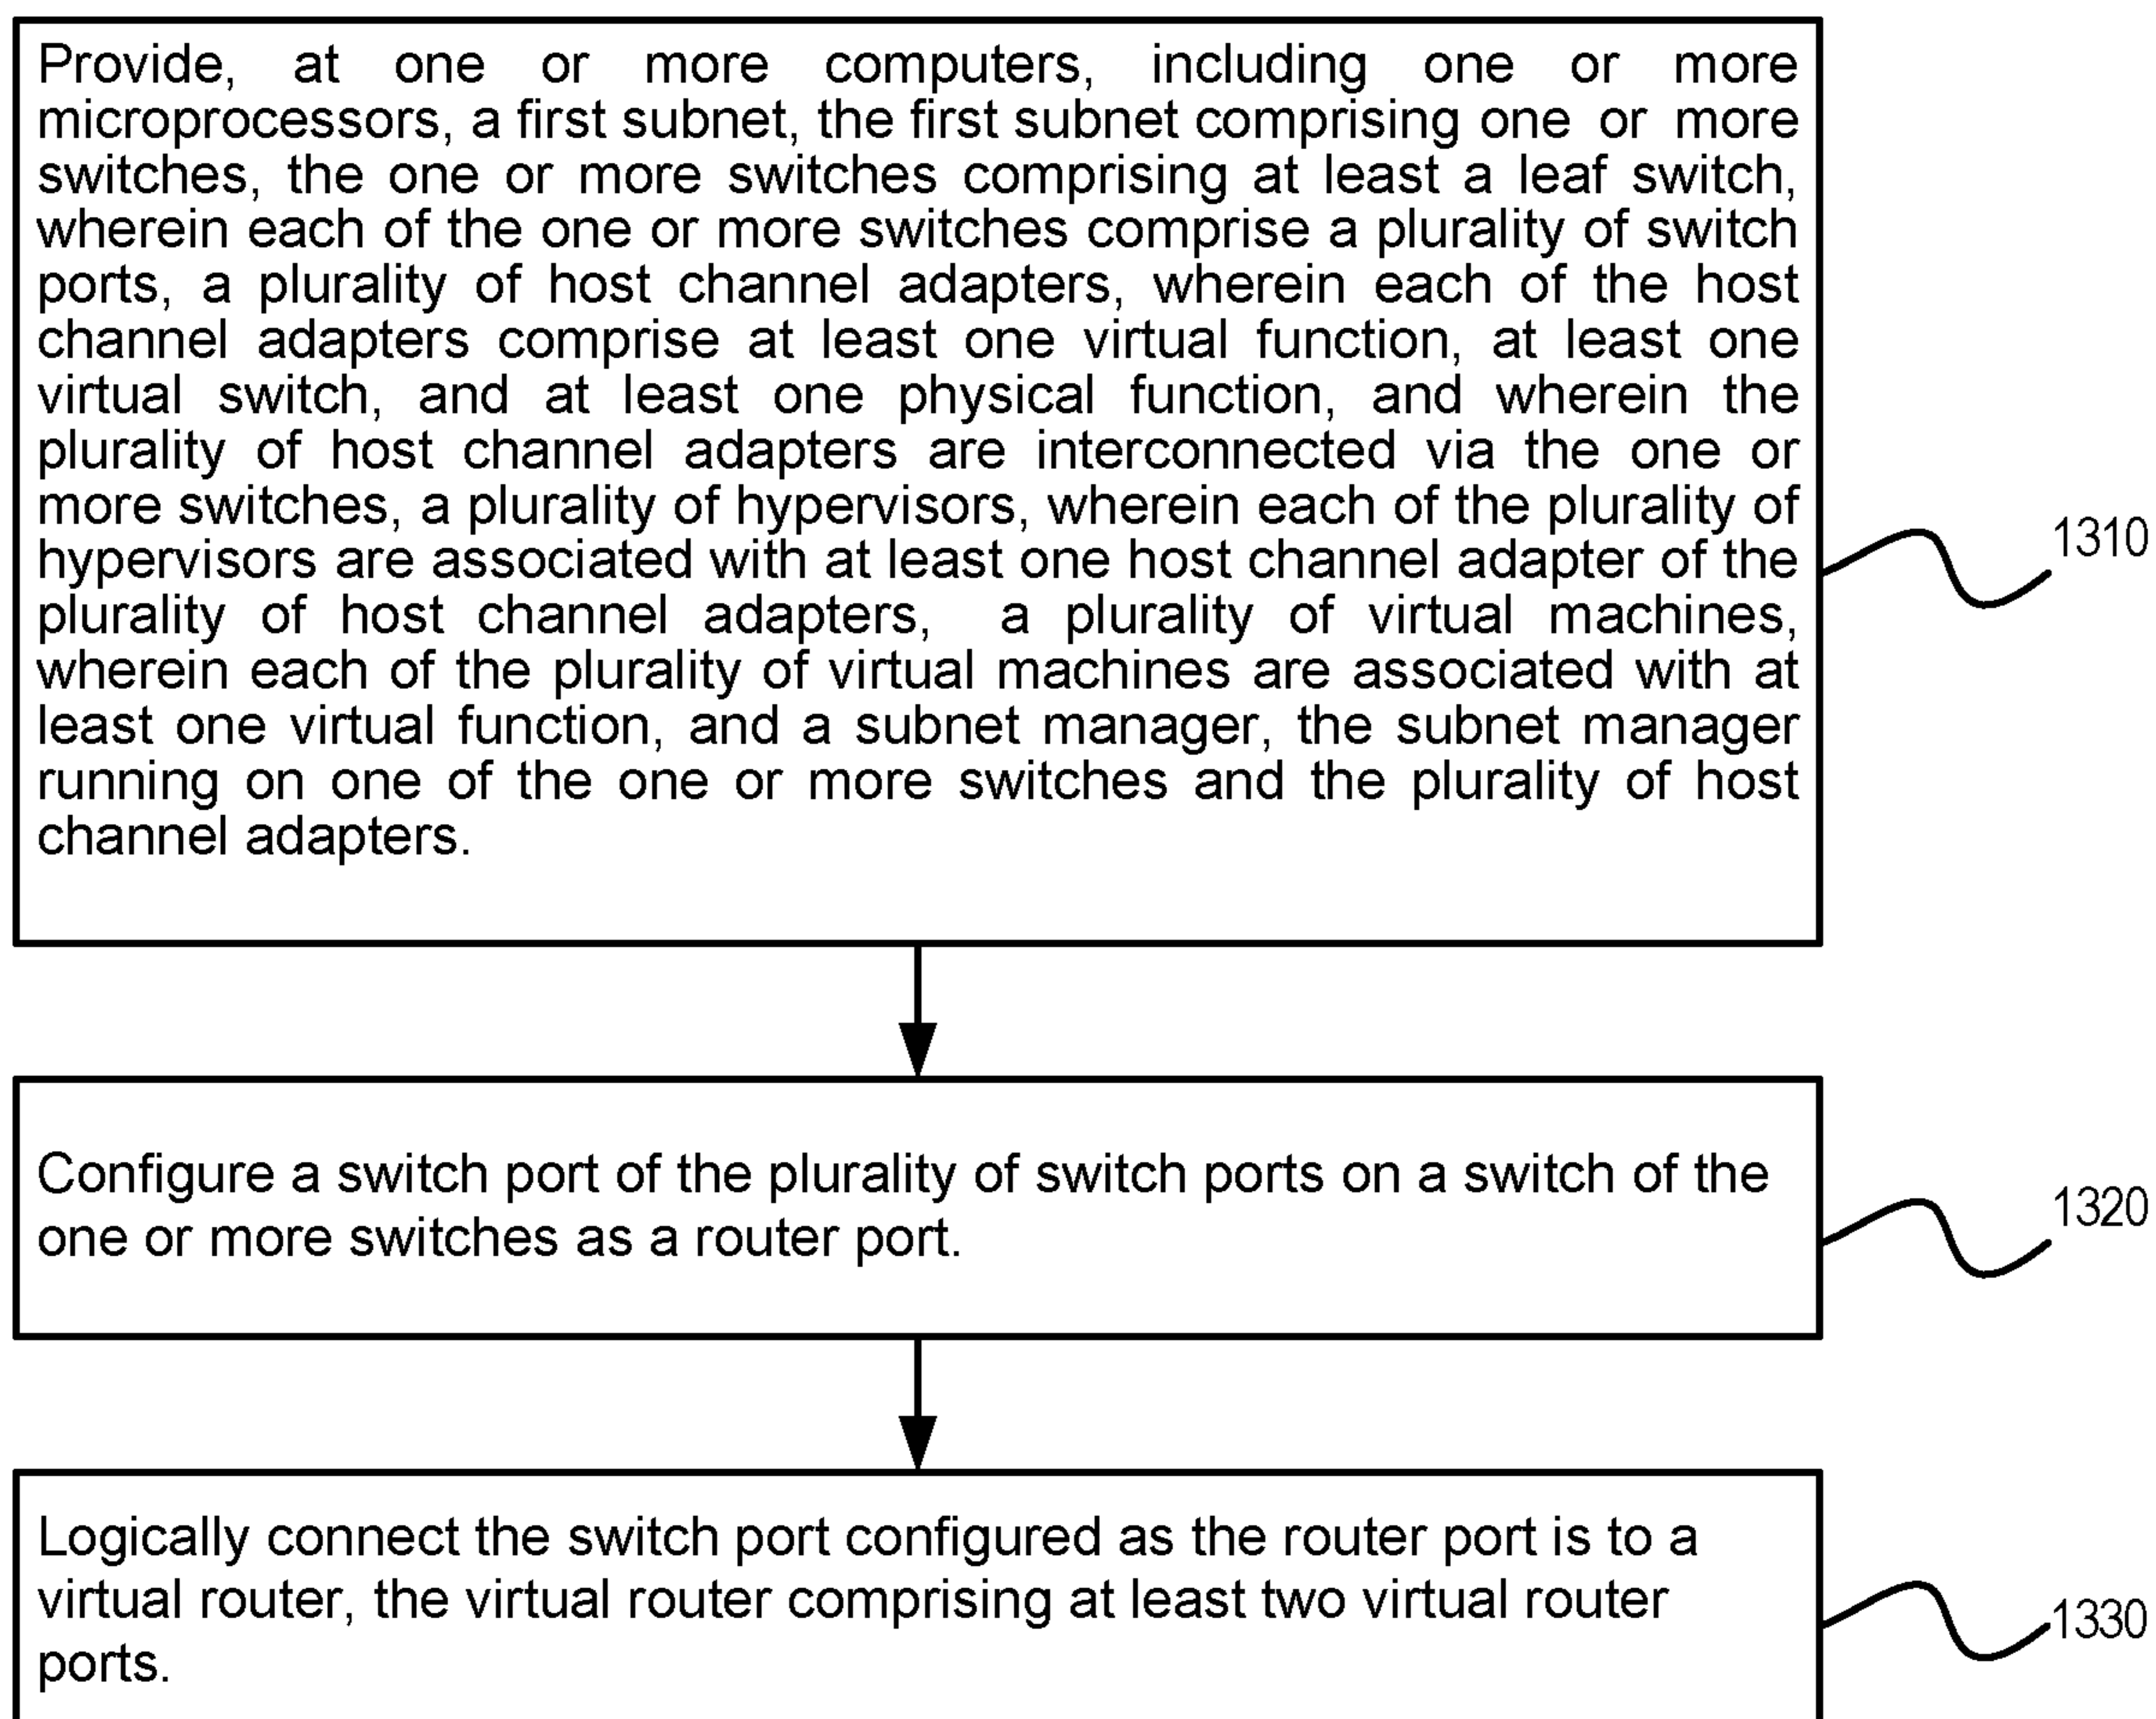 Provide, at one or more computers, including one or more
microprocessors, a first subnet, the first subnet comprising one or more
switches, the one or more switches comprising at least a leaf switch,
wherein each of the one or more switches comprise a plurality of switch
ports, a plurality of host channel adapters, wherein each of the host
channel adapters comprise at least one virtual function, at least one
virtual switch, and at least one physical function, and wherein the
plurality of host channel adapters are interconnected via the one or
more switches, a plurality of hypervisors, wherein each of the plurality of
hypervisors are associated with at least one host channel adapter of the
plurality of host channel adapters, a plurality of virtual machines,
wherein each of the plurality of virtual machines are associated with at
least one virtual function, and a subnet manager, the subnet manager
running on one of the one or more switches and the plurality of host
channel adapters.
1310
Configure a switch port of the plurality of switch ports on a switch of the
one or more switches as a router port.
1320
Logically connect the switch port configured as the router port is to a
virtual router, the virtual router comprising at least two virtual router
ports.
1330